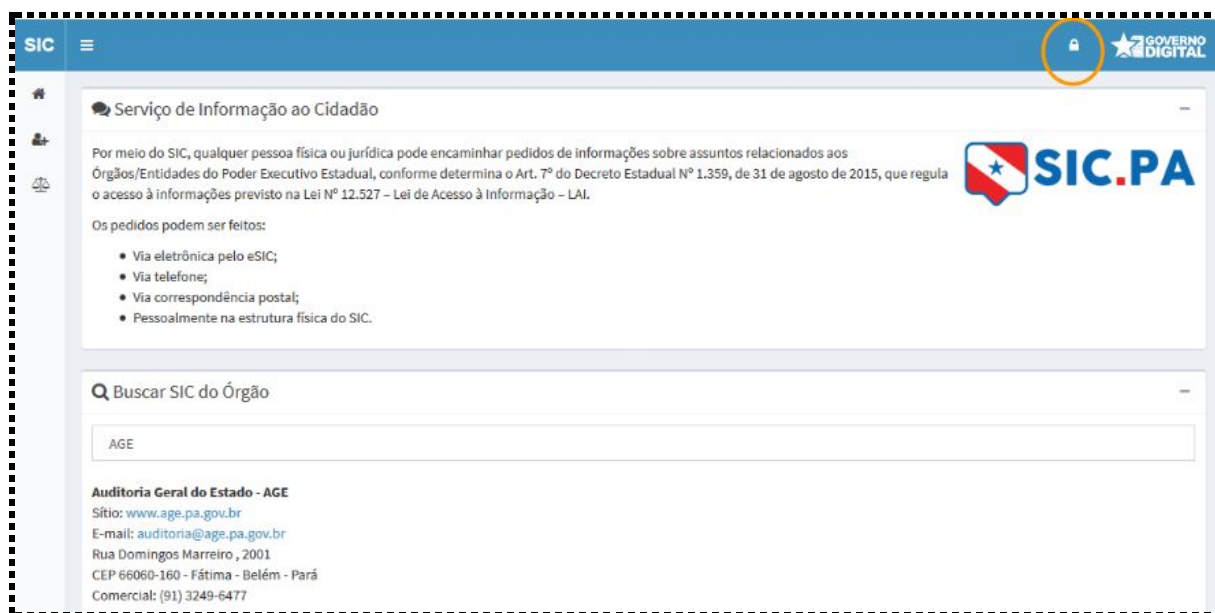 SIC
GOVERNO
DIGITAL
Serviço de Informação ao Cidadão
Por meio do SIC, qualquer pessoa física ou jurídica pode encaminhar pedidos de informações sobre assuntos relacionados aos
Órgãos/Entidades do Poder Executivo Estadual, conforme determina o Art. 7º do Decreto Estadual Nº 1.359, de 31 de agosto de 2015, que regula
o acesso à informações previsto na Lei Nº 12.527 – Lei de Acesso à Informação – LAI.
SIC.PA
Os pedidos podem ser feitos:
• Via eletrônica pelo eSIC;
• Via telefone;
• Via correspondência postal;
• Pessoalmente na estrutura física do SIC.
Buscar SIC do Órgão
AGE
Auditoria Geral do Estado - AGE
Sítio: www.age.pa.gov.br
E-mail: auditoria@age.pa.gov.br
Rua Domingos Marreiro , 2001
CEP 66060-160 - Fátima - Belém - Pará
Comercial: (91) 3249-6477